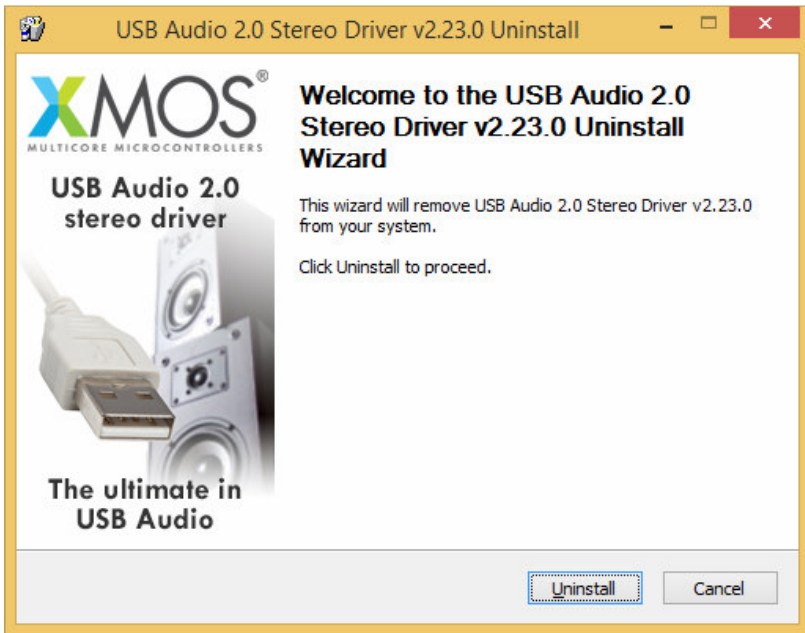 USB Audio 2.0 Stereo Driver v2.23.0 Uninstall
XMOS®
MULTICORE MICROCONTROLLERS
USB Audio 2.0
stereo driver
The ultimate in
USB Audio
Welcome to the USB Audio 2.0
Stereo Driver v2.23.0 Uninstall
Wizard
This wizard will remove USB Audio 2.0 Stereo Driver v2.23.0
from your system.
Click Uninstall to proceed.
Uninstall
Cancel